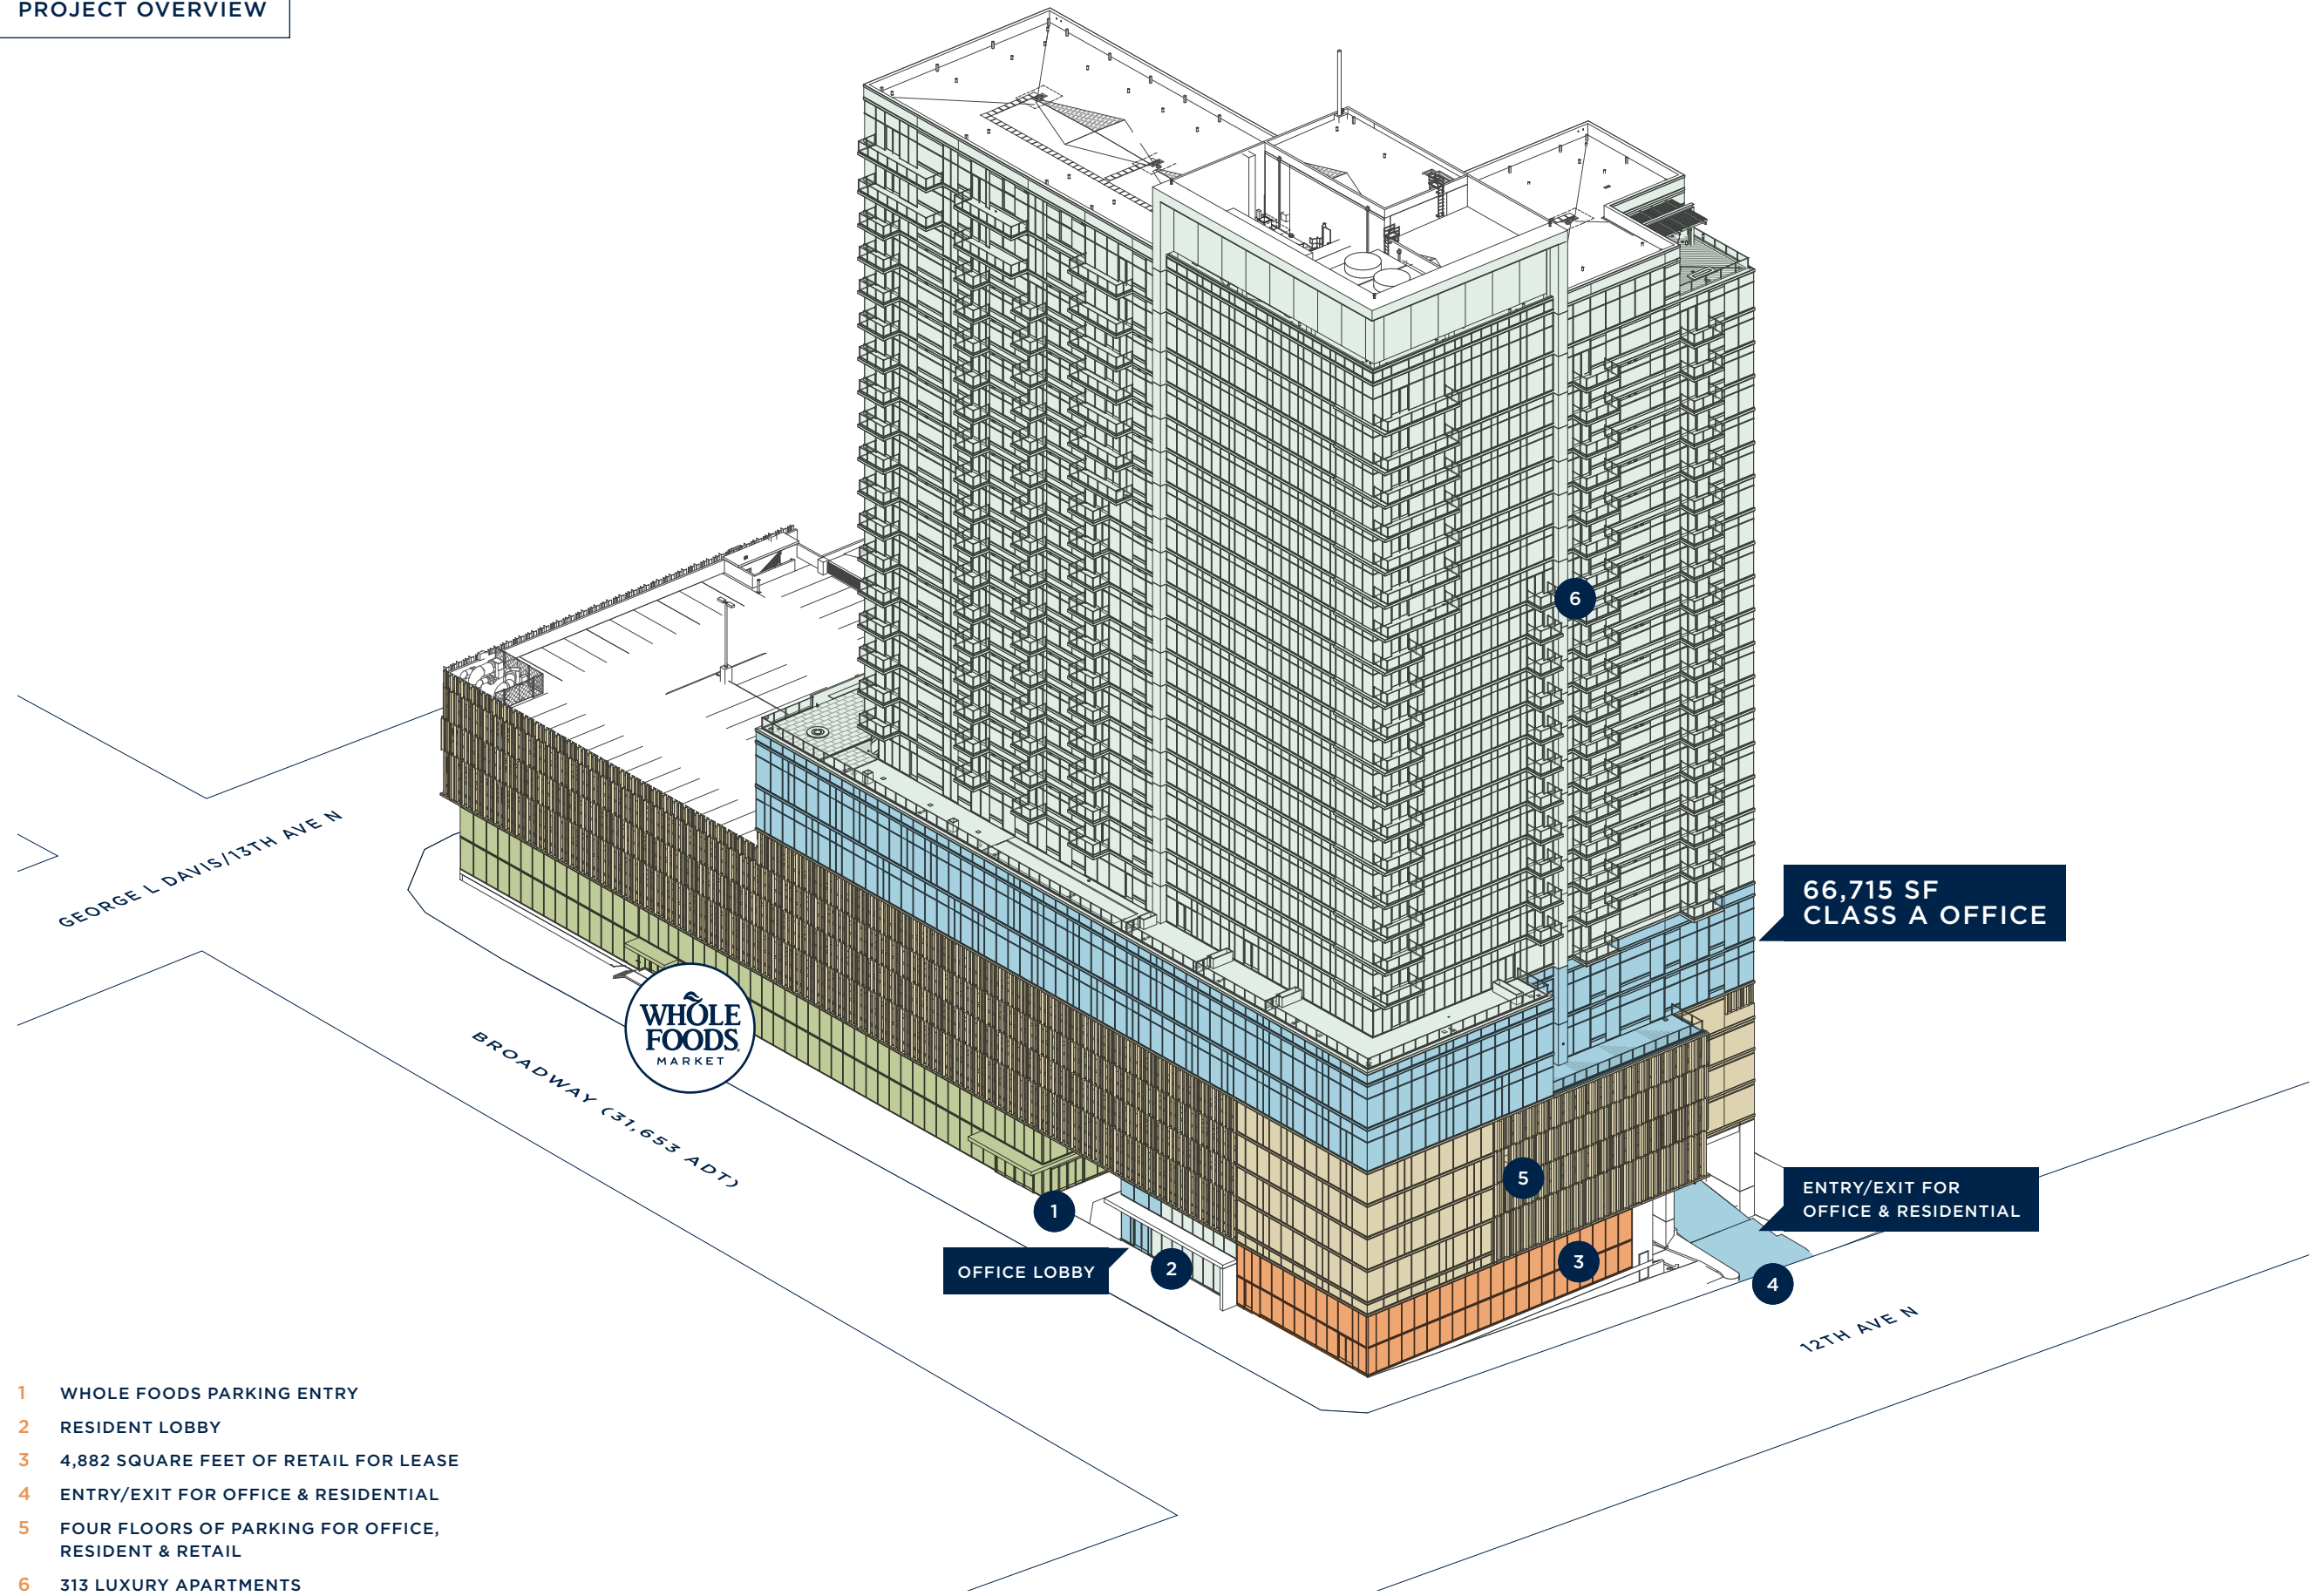 PROJECT OVERVIEW
6
GEORGE L DAVIS/13TH AVE N
66,715 SF
CLASS A OFFICE
WHOLE
FOODS
MARKET
BROADWAY (31,653 ADT)
5
ENTRY/EXIT FOR
OFFICE & RESIDENTIAL
1
OFFICE LOBBY
2
3
4
12TH AVE N
1 WHOLE FOODS PARKING ENTRY
2 RESIDENT LOBBY
3 4,882 SQUARE FEET OF RETAIL FOR LEASE
4 ENTRY/EXIT FOR OFFICE & RESIDENTIAL
5 FOUR FLOORS OF PARKING FOR OFFICE,
RESIDENT & RETAIL
6 313 LUXURY APARTMENTS